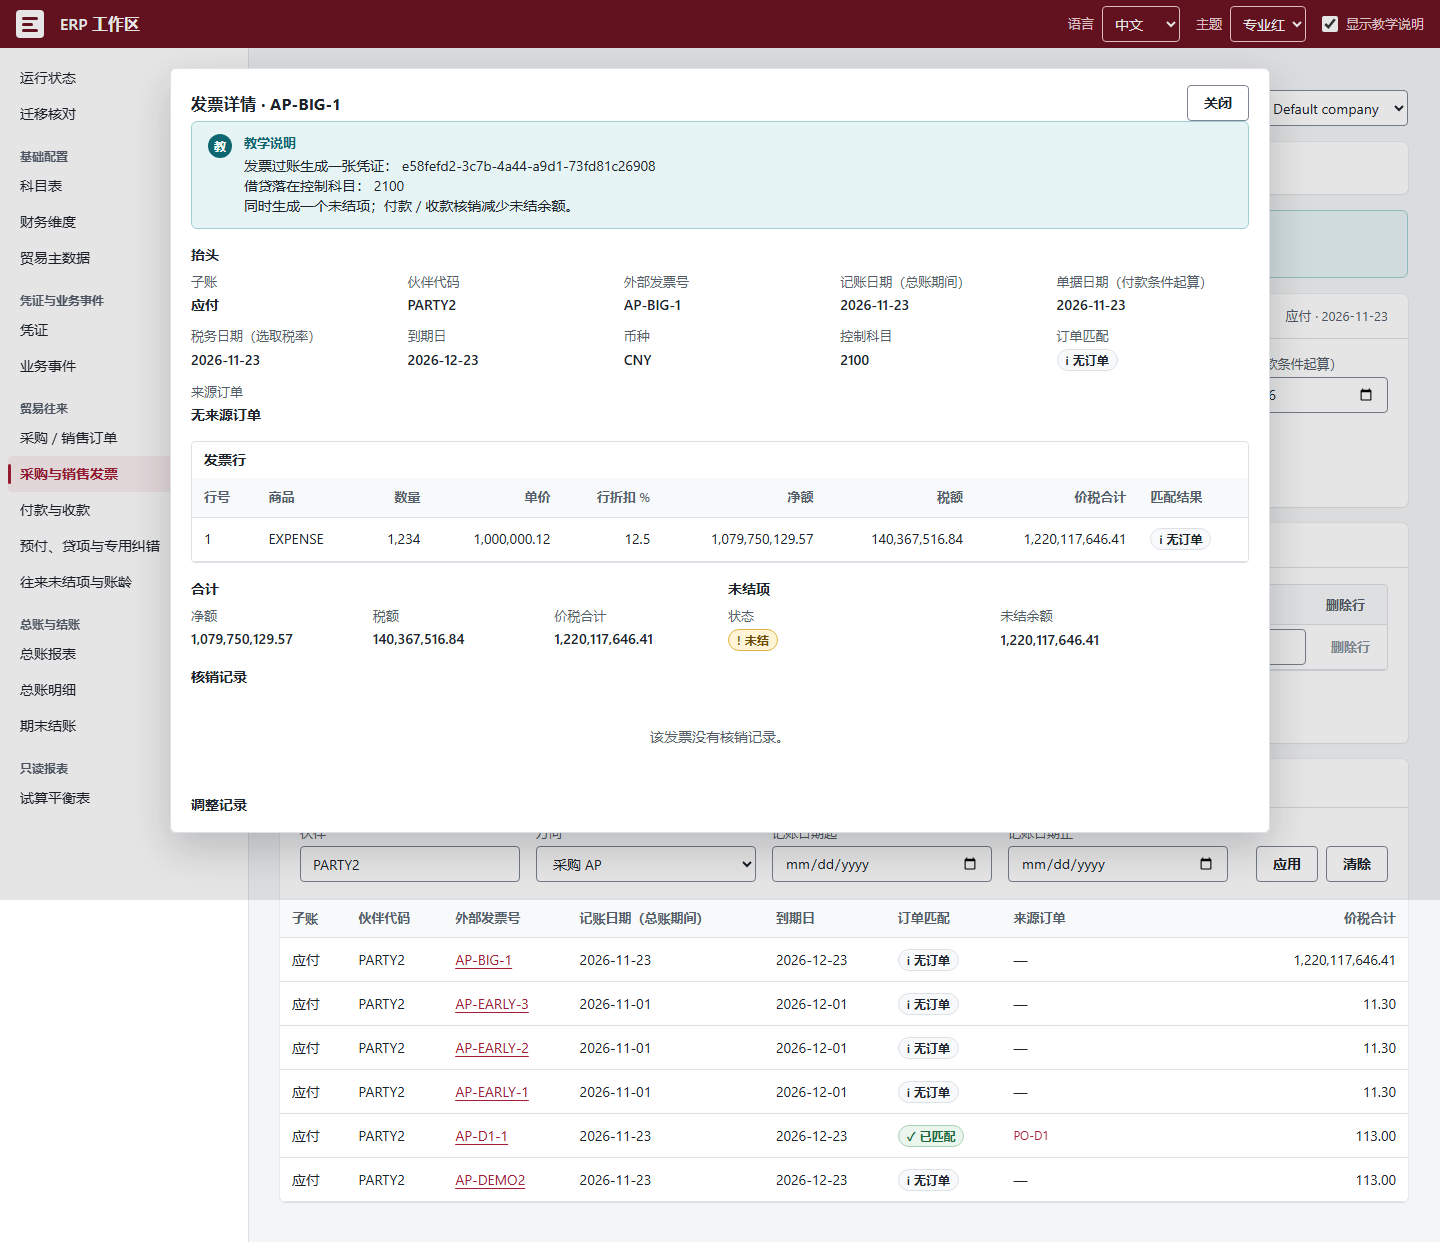 ERP 工作区
语言 中文 主题 专业红 显示教学说明
运行状态
迁移核对
基础配置
科目表
财务维度
贸易主数据
凭证与业务事件
凭证
业务事件
贸易往来
采购 / 销售订单
采购与销售发票
付款与收款
预付、贷项与专用纠错
往来未结项与账龄
总账与结账
总账报表
总账明细
期末结账
只读报表
试算平衡表
Default company
应付 · 2026-11-23
款条件起算)
6
删除行
删除行
发票详情 · AP-BIG-1
关闭
教 教学说明
发票过账生成一张凭证： e58fefd2-3c7b-4a44-a9d1-73fd81c26908
借贷落在控制科目： 2100
同时生成一个未结项；付款 / 收款核销减少未结余额。
抬头
子账 伙伴代码 外部发票号 记账日期（总账期间） 单据日期（付款条件起算）
应付 PARTY2 AP-BIG-1 2026-11-23 2026-11-23
税务日期（选取税率） 到期日 币种 控制科目 订单匹配
2026-11-23 2026-12-23 CNY 2100 i 无订单
来源订单
无来源订单
发票行
行号 商品 数量 单价 行折扣 % 净额 税额 价税合计 匹配结果
1 EXPENSE 1,234 1,000,000.12 12.5 1,079,750,129.57 140,367,516.84 1,220,117,646.41 i 无订单
合计 未结项
净额 税额 价税合计 状态 未结余额
1,079,750,129.57 140,367,516.84 1,220,117,646.41 ! 未结 1,220,117,646.41
核销记录
该发票没有核销记录。
调整记录
伙伴 方向 记账日期起 记账日期止
PARTY2 采购 AP mm/dd/yyyy mm/dd/yyyy 应用 清除
子账 伙伴代码 外部发票号 记账日期（总账期间） 到期日 订单匹配 来源订单 价税合计
应付 PARTY2 AP-BIG-1 2026-11-23 2026-12-23 i 无订单 — 1,220,117,646.41
应付 PARTY2 AP-EARLY-3 2026-11-01 2026-12-01 i 无订单 — 11.30
应付 PARTY2 AP-EARLY-2 2026-11-01 2026-12-01 i 无订单 — 11.30
应付 PARTY2 AP-EARLY-1 2026-11-01 2026-12-01 i 无订单 — 11.30
应付 PARTY2 AP-D1-1 2026-11-23 2026-12-23 ✓ 已匹配 PO-D1 113.00
应付 PARTY2 AP-DEMO2 2026-11-23 2026-12-23 i 无订单 — 113.00